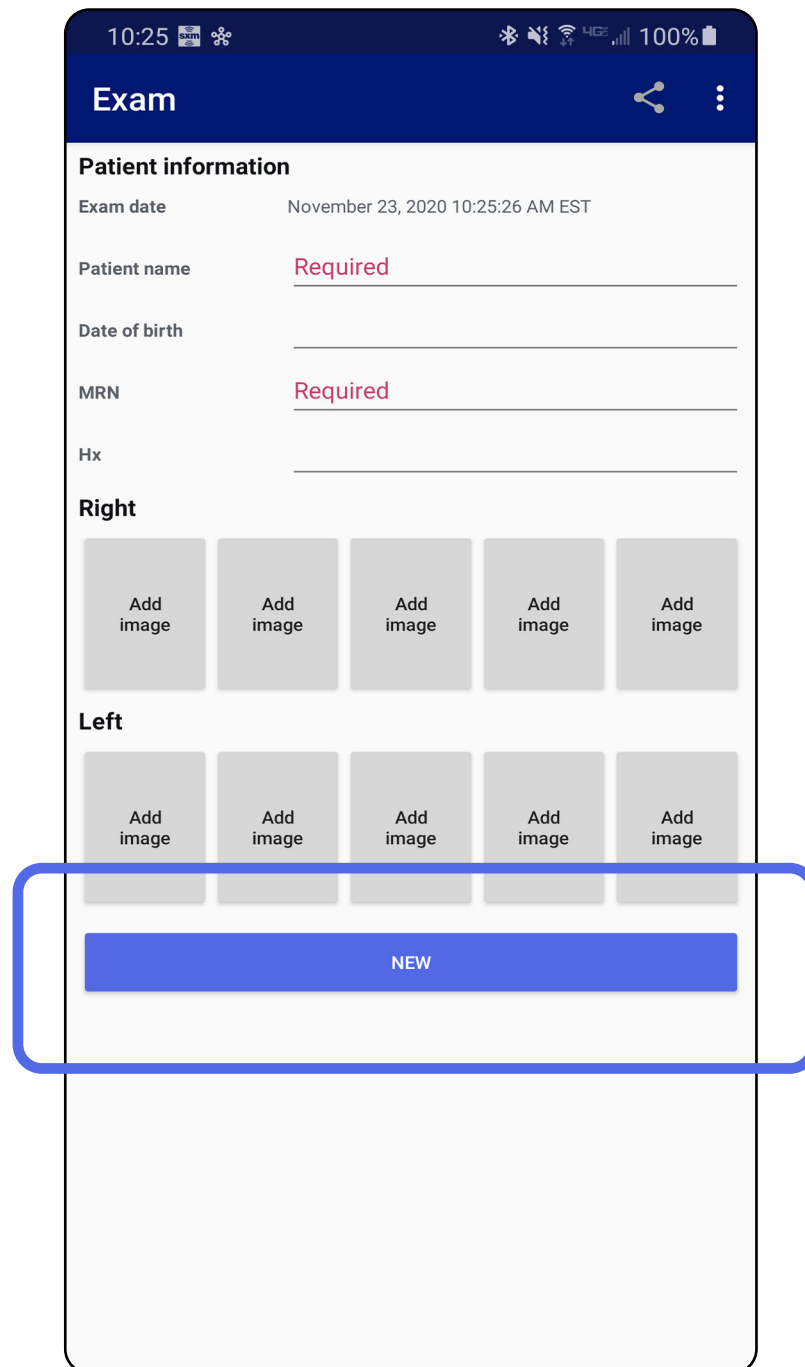 10:25 sxm 4GE 100%
Exam
Patient information
Exam date November 23, 2020 10:25:26 AM EST
Patient name Required
Date of birth
MRN Required
Hx
Right
Add image Add image Add image Add image Add image
Left
Add image Add image Add image Add image Add image
NEW